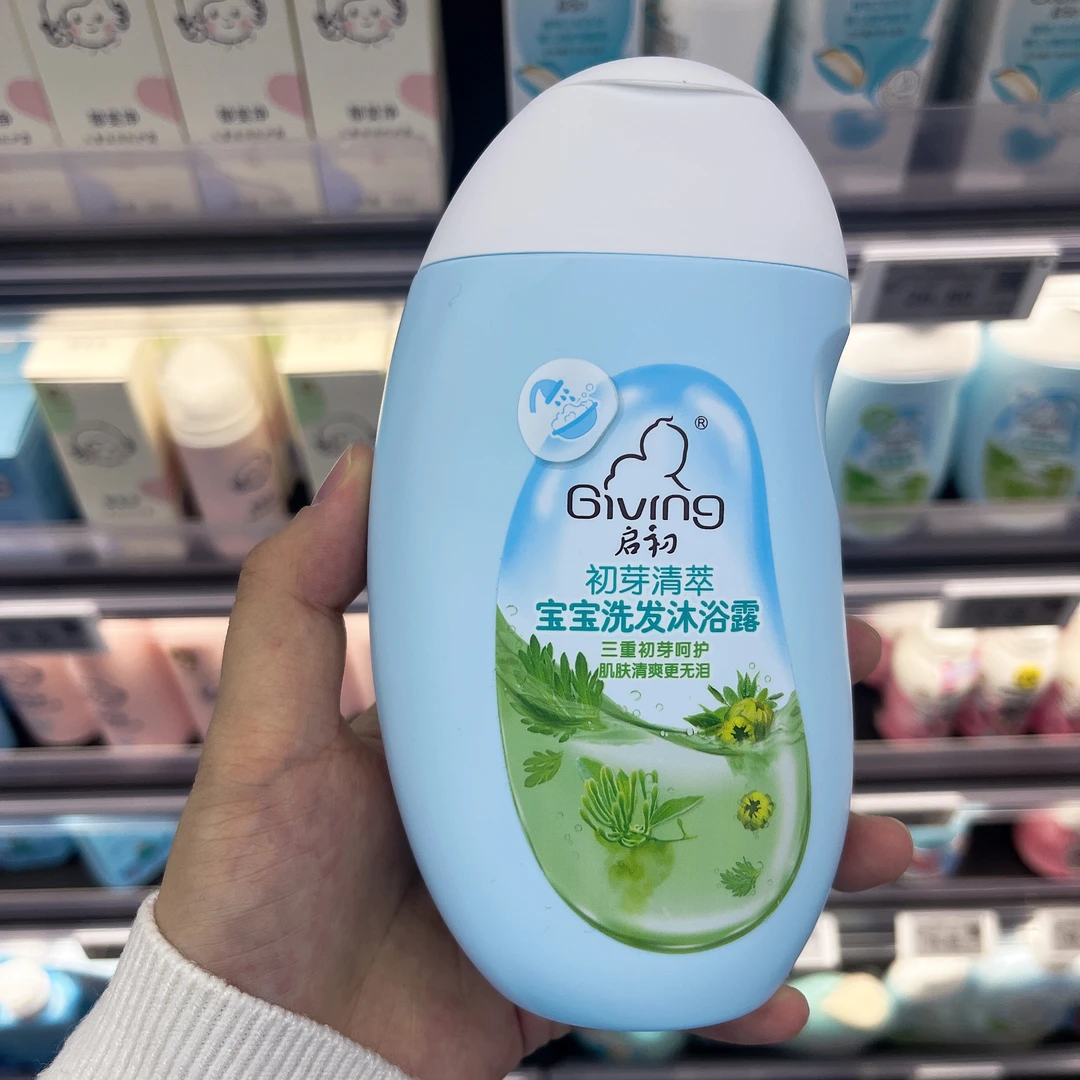 ®
Giving
启初
初芽清萃
宝宝洗发沐浴露
三重初芽呵护
肌肤清爽更无泪